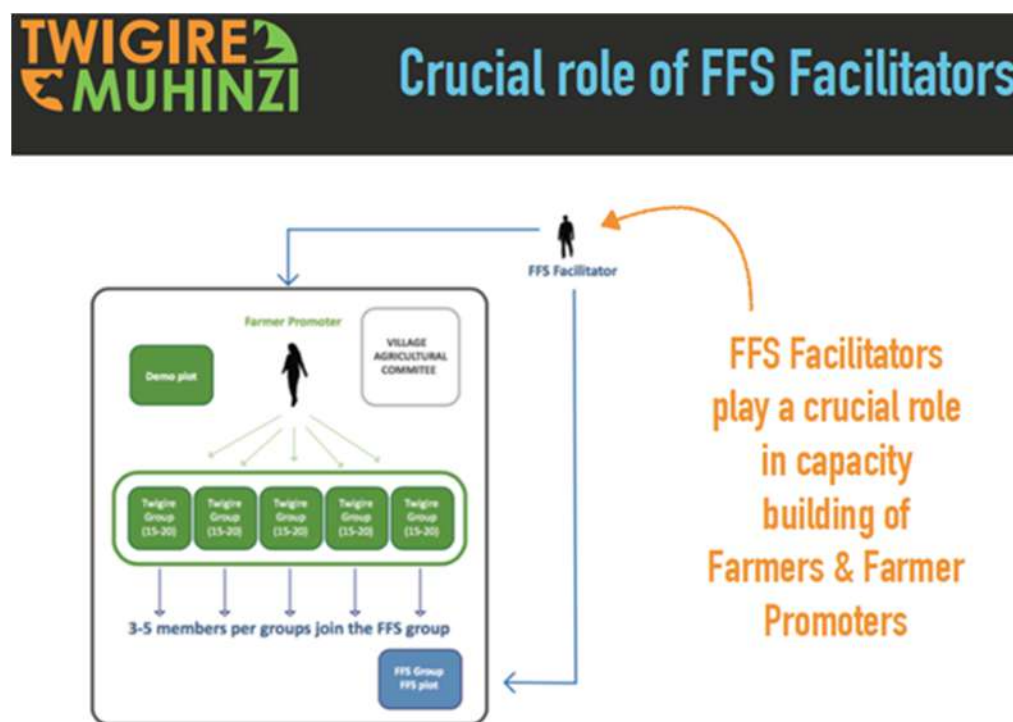 TWIGIRE
MUHINZI
Crucial role of FFS Facilitators
FFS Facilitator
Farmer Promoter
Demo plot
VILLAGE
AGRICULTURAL
COMMITEE
Twigire
Group
(15-20)
Twigire
Group
(15-20)
Twigire
Group
(15-20)
Twigire
Group
(15-20)
Twigire
Group
(15-20)
3-5 members per groups join the FFS group
FFS Group
FFS plot
FFS Facilitators
play a crucial role
in capacity
building of
Farmers & Farmer
Promoters